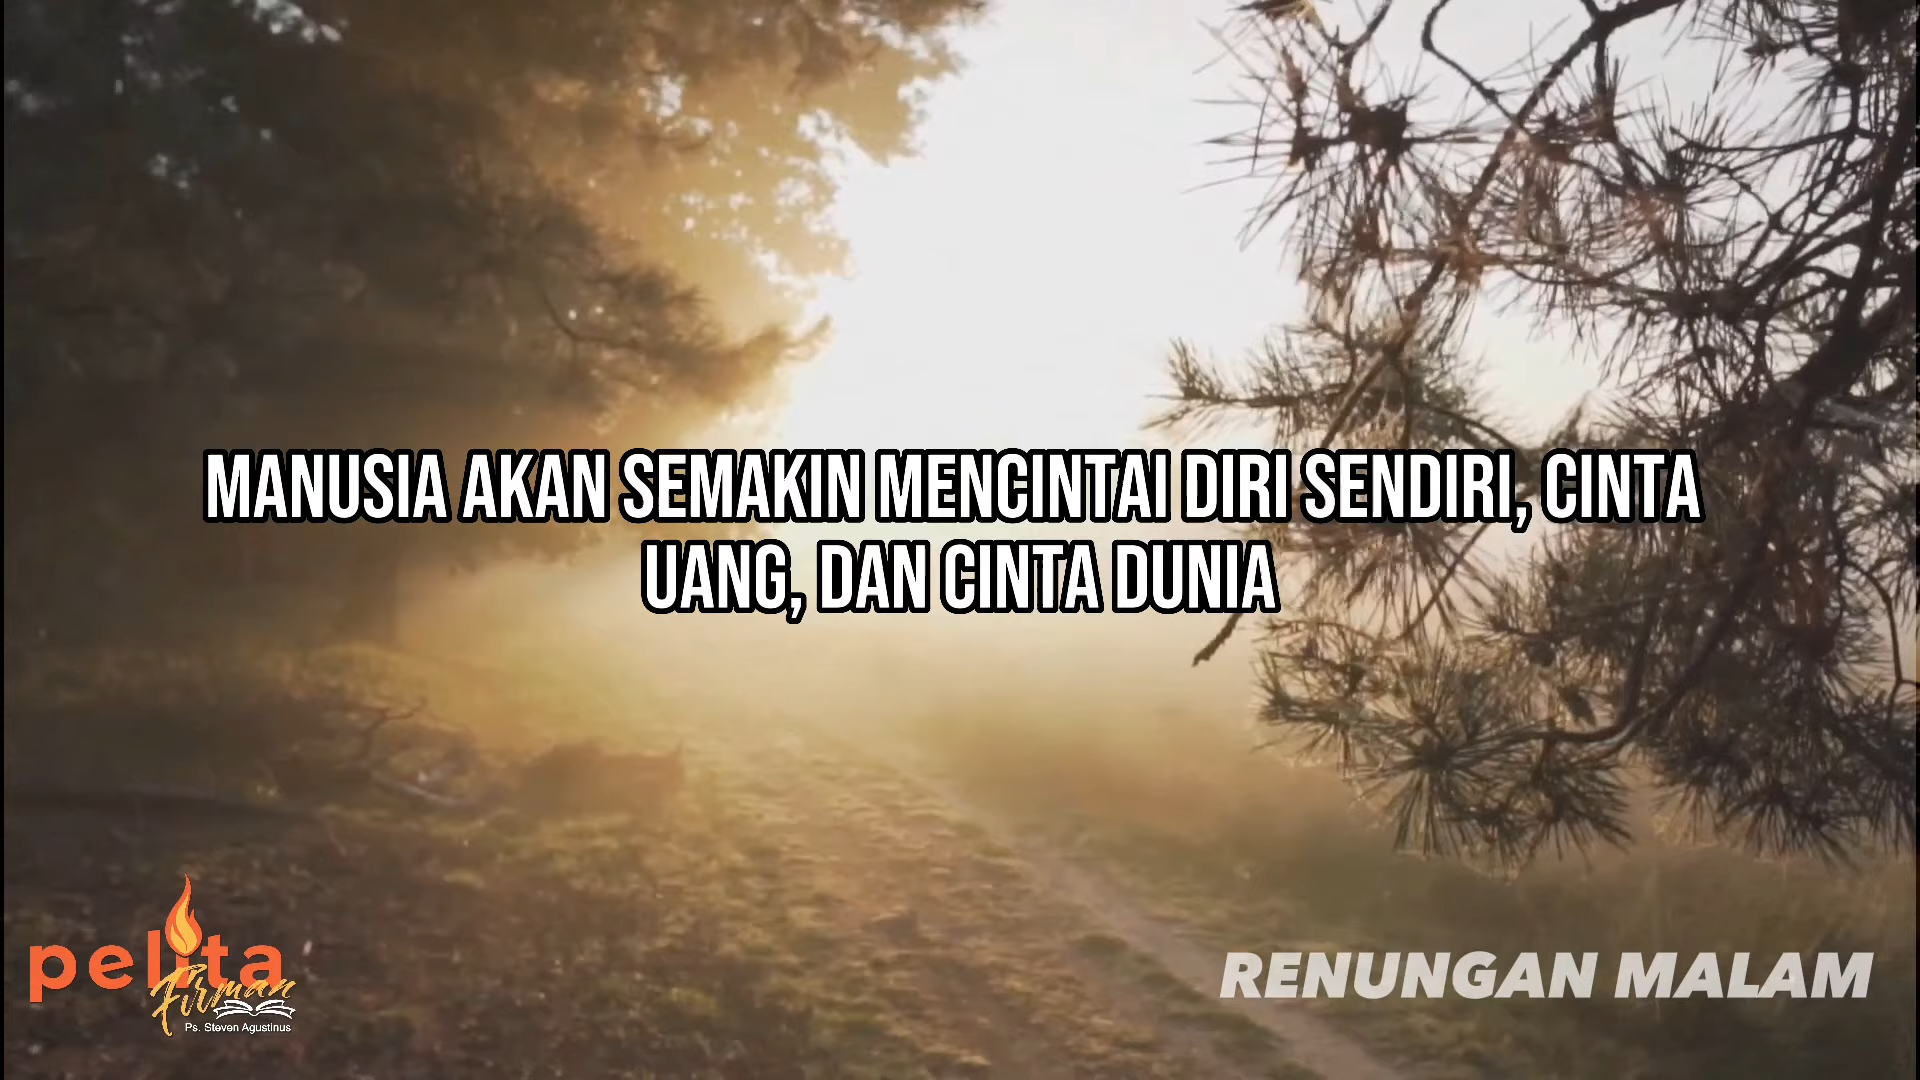 MANUSIA AKAN SEMAKIN MENCINTAI DIRI SENDIRI, CINTA
UANG, DAN CINTA DUNIA
pelita
Firman
Ps. Steven Agustinus
RENUNGAN MALAM